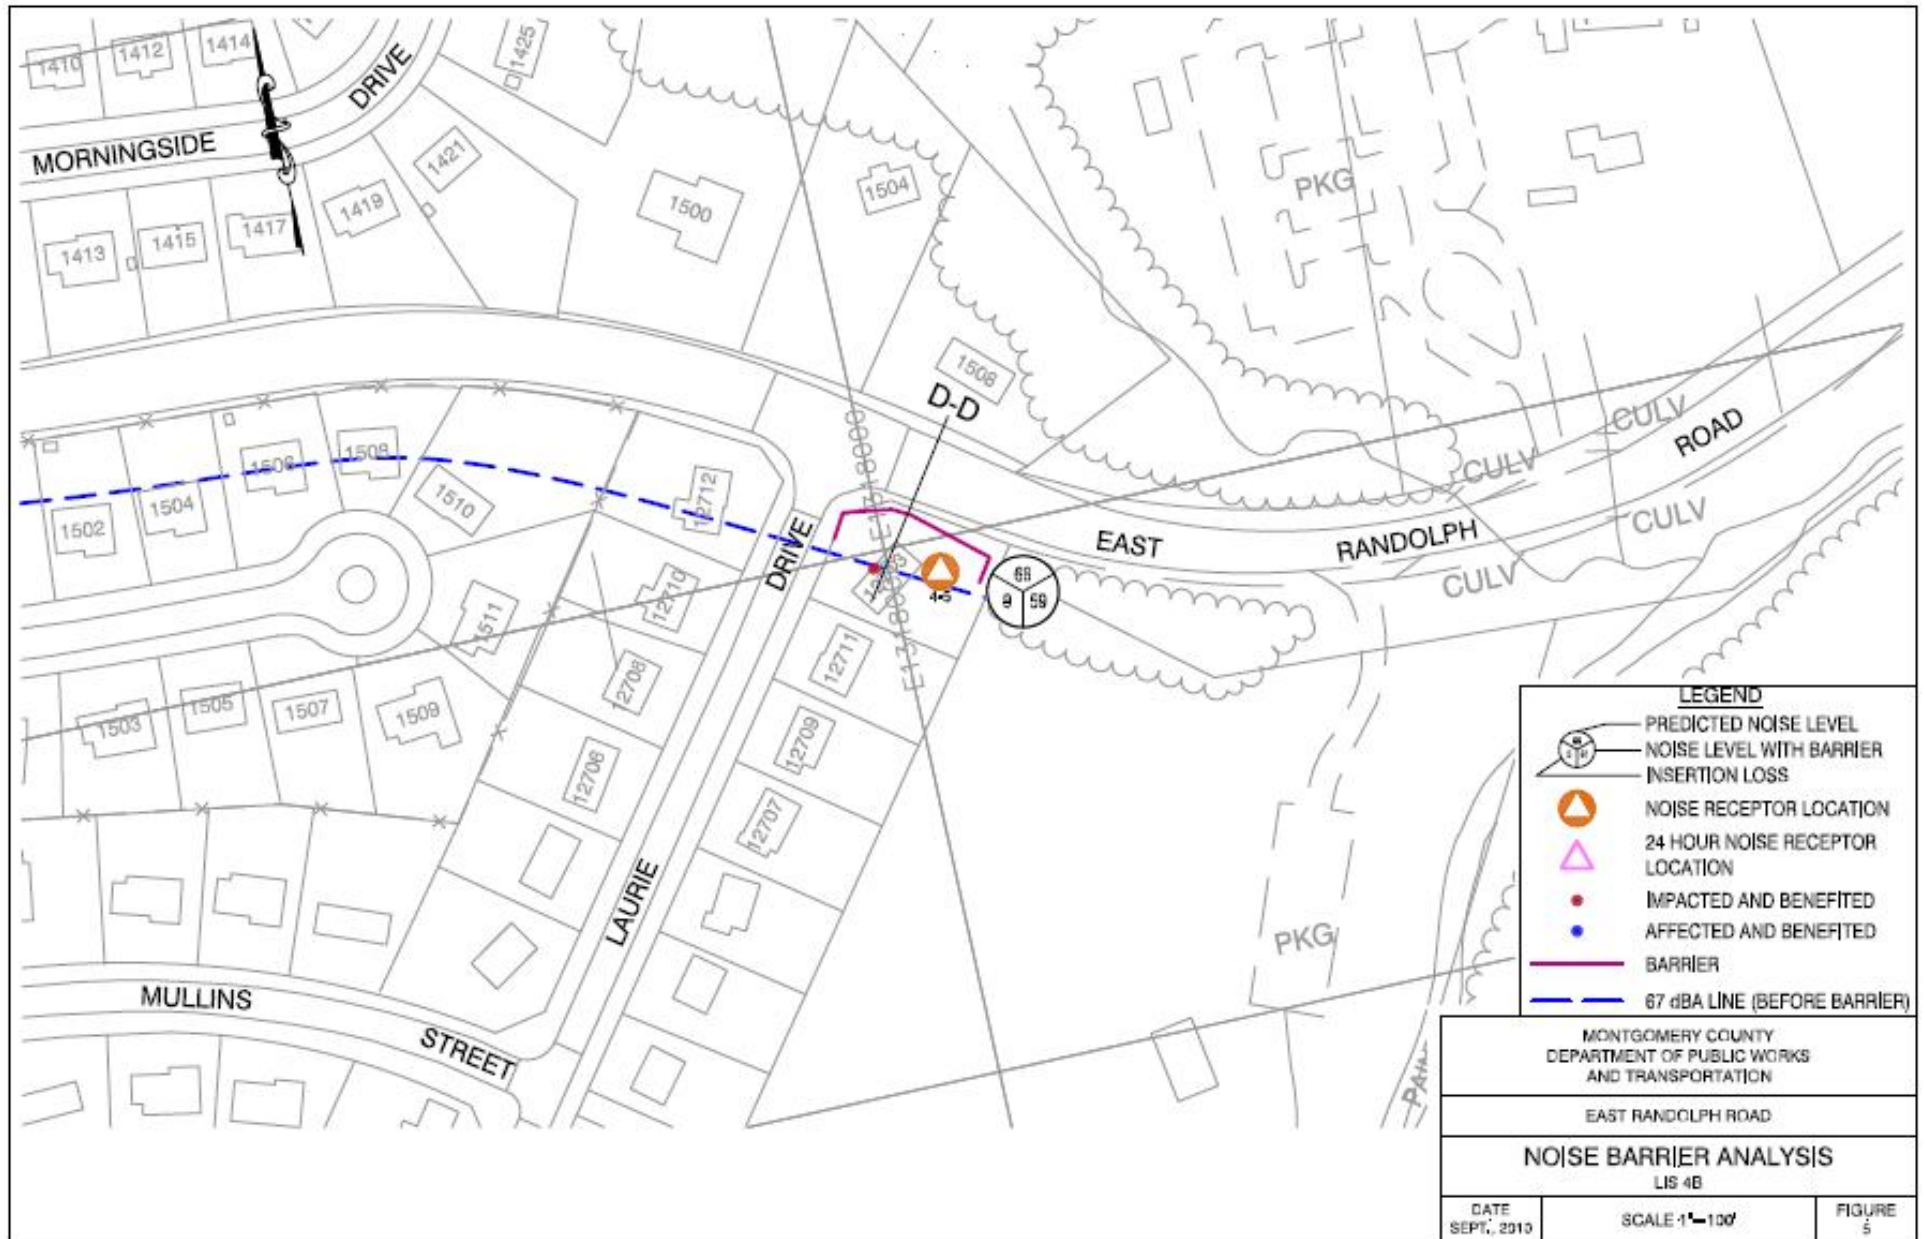 1410
1412
1414
1425
DRIVE
MORNINGSIDE
1421
1419
1417
1415
1413
1500
1504
PKG
1508
D-D
CULV
ROAD
CULV
CULV
EAST
RANDOLPH
CULV
1506
1508
1504
1502
1510
12712
DRIVE
68
9
59
1511
12710
12711
12708
1503
1505
1507
1509
12709
12706
12707
LAURIE
PKG
MULLINS
STREET
LEGEND
PREDICTED NOISE LEVEL
NOISE LEVEL WITH BARRIER
INSERTION LOSS
NOISE RECEPTOR LOCATION
24 HOUR NOISE RECEPTOR
LOCATION
IMPACTED AND BENEFITED
AFFECTED AND BENEFITED
BARRIER
67 dBA LINE (BEFORE BARRIER)
MONTGOMERY COUNTY
DEPARTMENT OF PUBLIC WORKS
AND TRANSPORTATION
EAST RANDOLPH ROAD
NOISE BARRIER ANALYSIS
LIS 4B
DATE
SEPT., 2010
SCALE 1"=100'
FIGURE
5